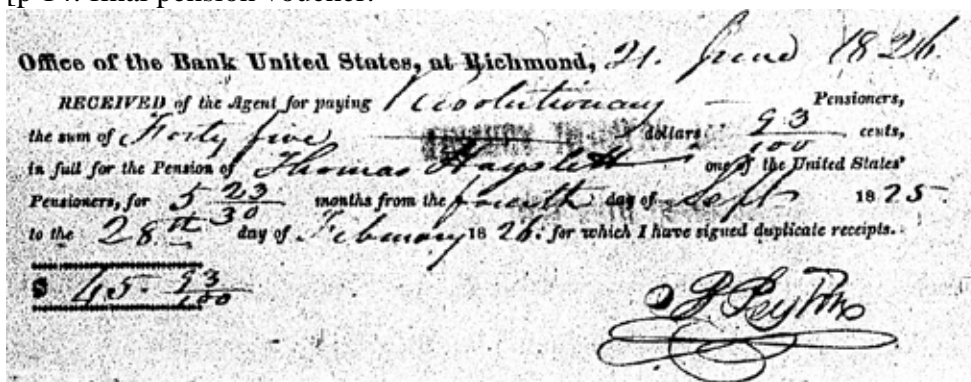 [p 14: final pension voucher:
Office of the Bank United States, at Richmond, 21. June 1826.
RECEIVED of the Agent for paying Revolutionary Pensioners,
the sum of Forty five dollars 93/100 cents,
in full for the Pension of Thomas Hayslett one of the United States'
Pensioners, for 5 23/30 months from the fourth day of Sept 1825.
to the 28th day of February 1826: for which I have signed duplicate receipts.
$ 45. 93/100
Peyton